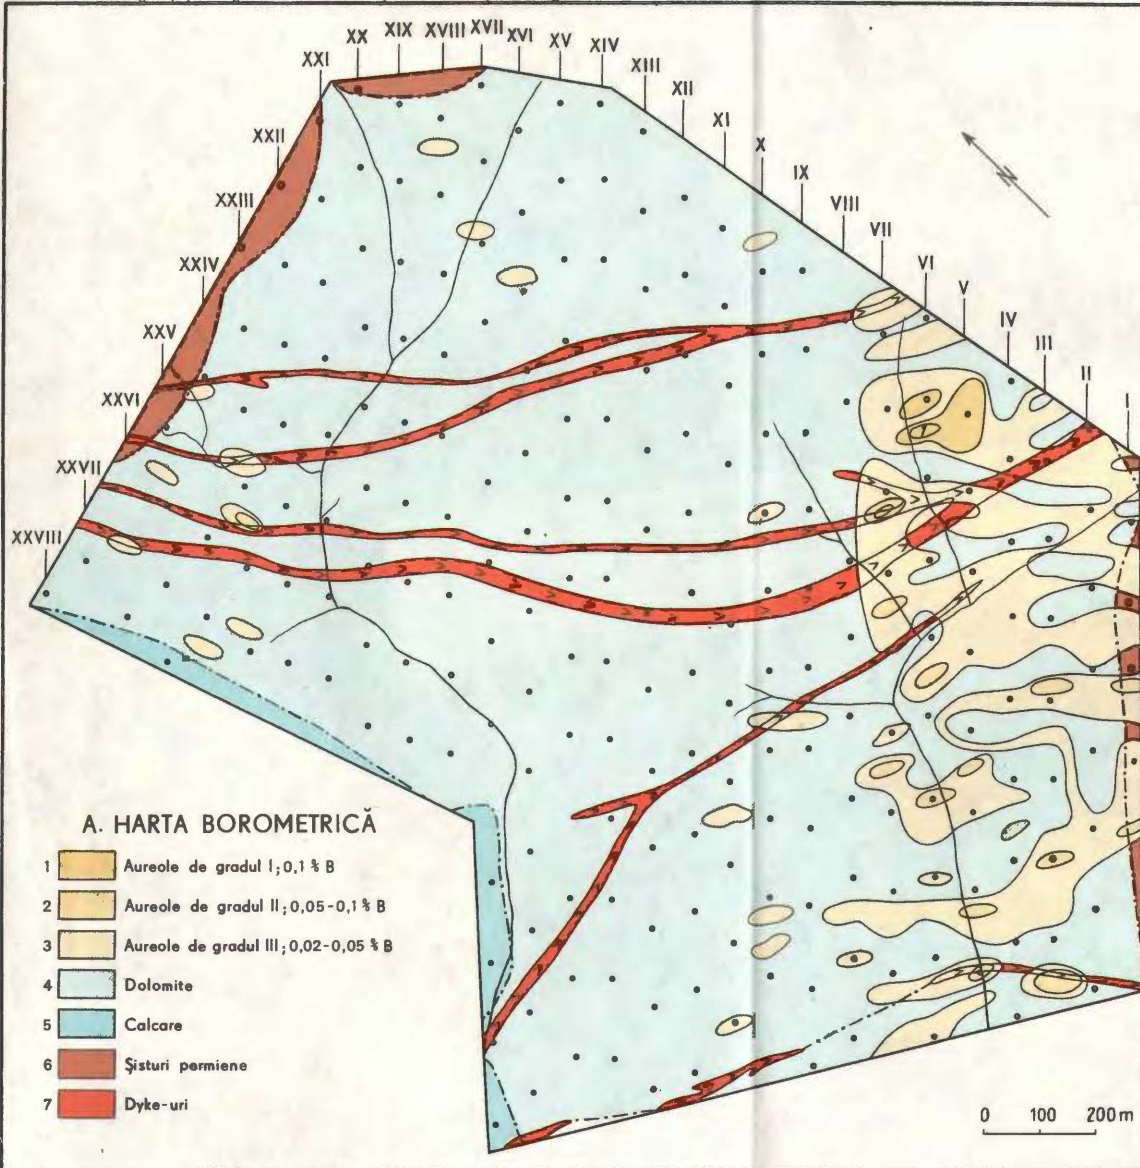 XXI XX XIX XVIII XVII XVI XV XIV XIII XII XI X IX VIII VII VI V IV III II I
XXII
XXIII
XXIV
XXV
XXVI
XXVII
XXVIII
N
A. HARTA BOROMETRICĂ
1 Aureole de gradul I; 0,1 % B
2 Aureole de gradul II; 0,05-0,1 % B
3 Aureole de gradul III; 0,02-0,05 % B
4 Dolomite
5 Calcare
6 Şisturi permiene
7 Dyke-uri
0 100 200 m